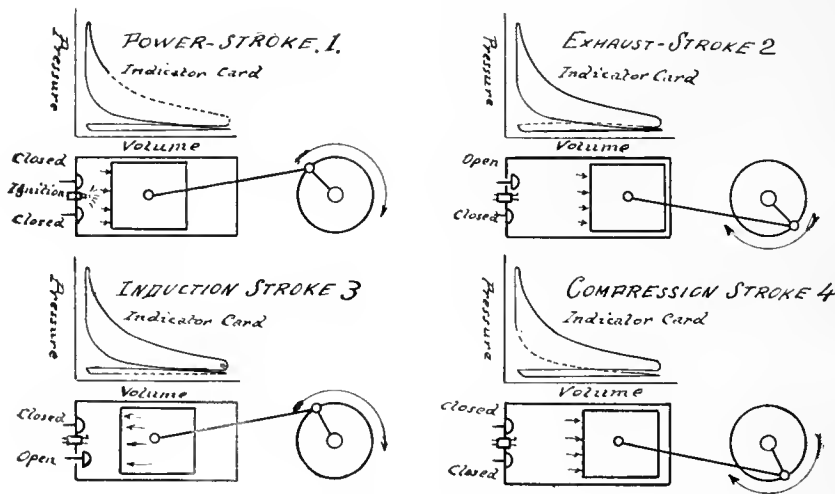 POWER-STROKE.1.
Indicator Card
Pressure
Volume
Closed
Ignition
Closed
EXHAUST-STROKE 2
Indicator Card
Pressure
Volume
Open
Closed
INDUCTION STROKE 3
Indicator Card
Pressure
Volume
Closed
Open
COMPRESSION STROKE 4
Indicator Card
Pressure
Volume
Closed
Closed